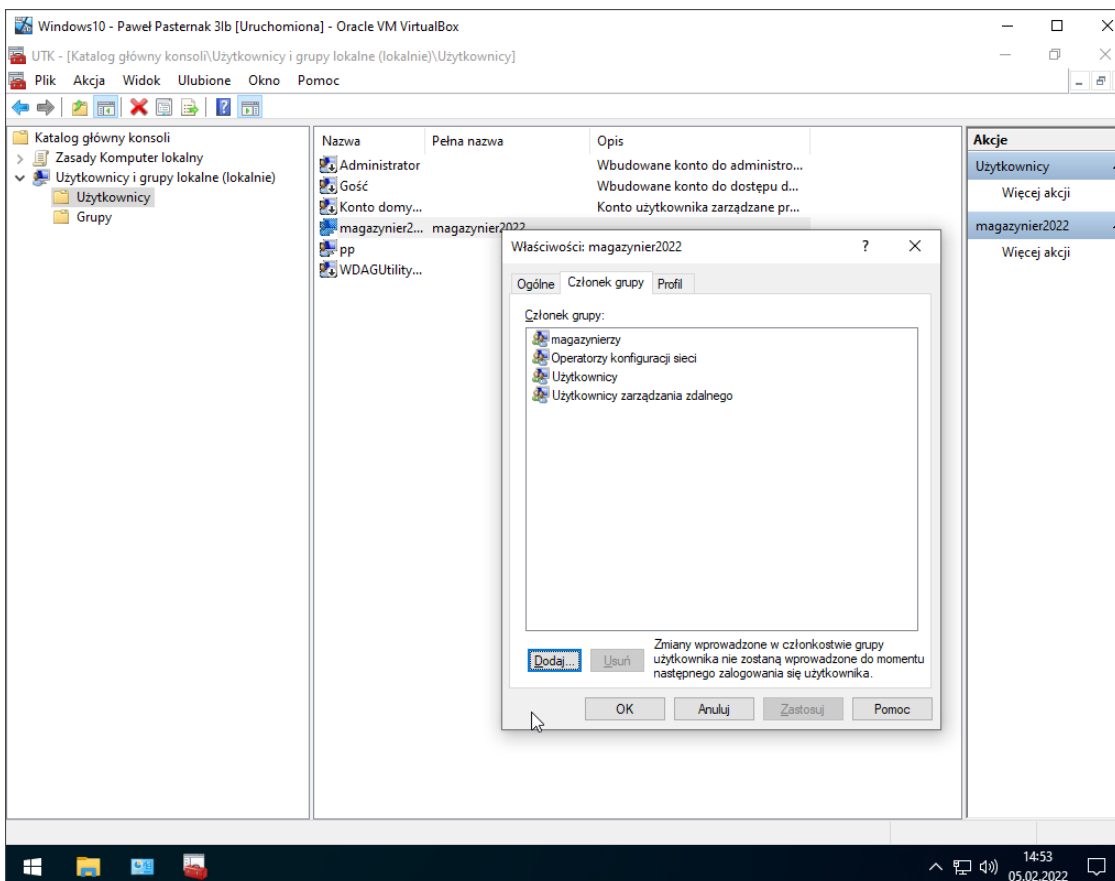 Windows10 - Paweł Pasternak 3lb [Uruchomiona] - Oracle VM VirtualBox
UTK - [Katalog główny konsoli\Użytkownicy i grupy lokalne (lokalnie)\Użytkownicy]
Plik Akcja Widok Ulubione Okno Pomoc
Katalog główny konsoli
Zasady Komputer lokalny
Użytkownicy i grupy lokalne (lokalnie)
Użytkownicy
Grupy
Nazwa Pełna nazwa Opis
Administrator Wbudowane konto do administro...
Gość Wbudowane konto do dostępu d...
Konto domy... Konto użytkownika zarządzane pr...
magazynier2... magazynier2022
pp
WDAGUtility...
Akcje
Użytkownicy
Więcej akcji
magazynier2022
Więcej akcji
Właściwości: magazynier2022
Ogólne Członek grupy Profil
Członek grupy:
magazynierzy
Operatorzy konfiguracji sieci
Użytkownicy
Użytkownicy zarządzania zdalnego
Dodaj... Usuń
Zmiany wprowadzone w członkostwie grupy
użytkownika nie zostaną wprowadzone do momentu
następnego zalogowania się użytkownika.
OK Anuluj Zastosuj Pomoc
14:53
05.02.2022